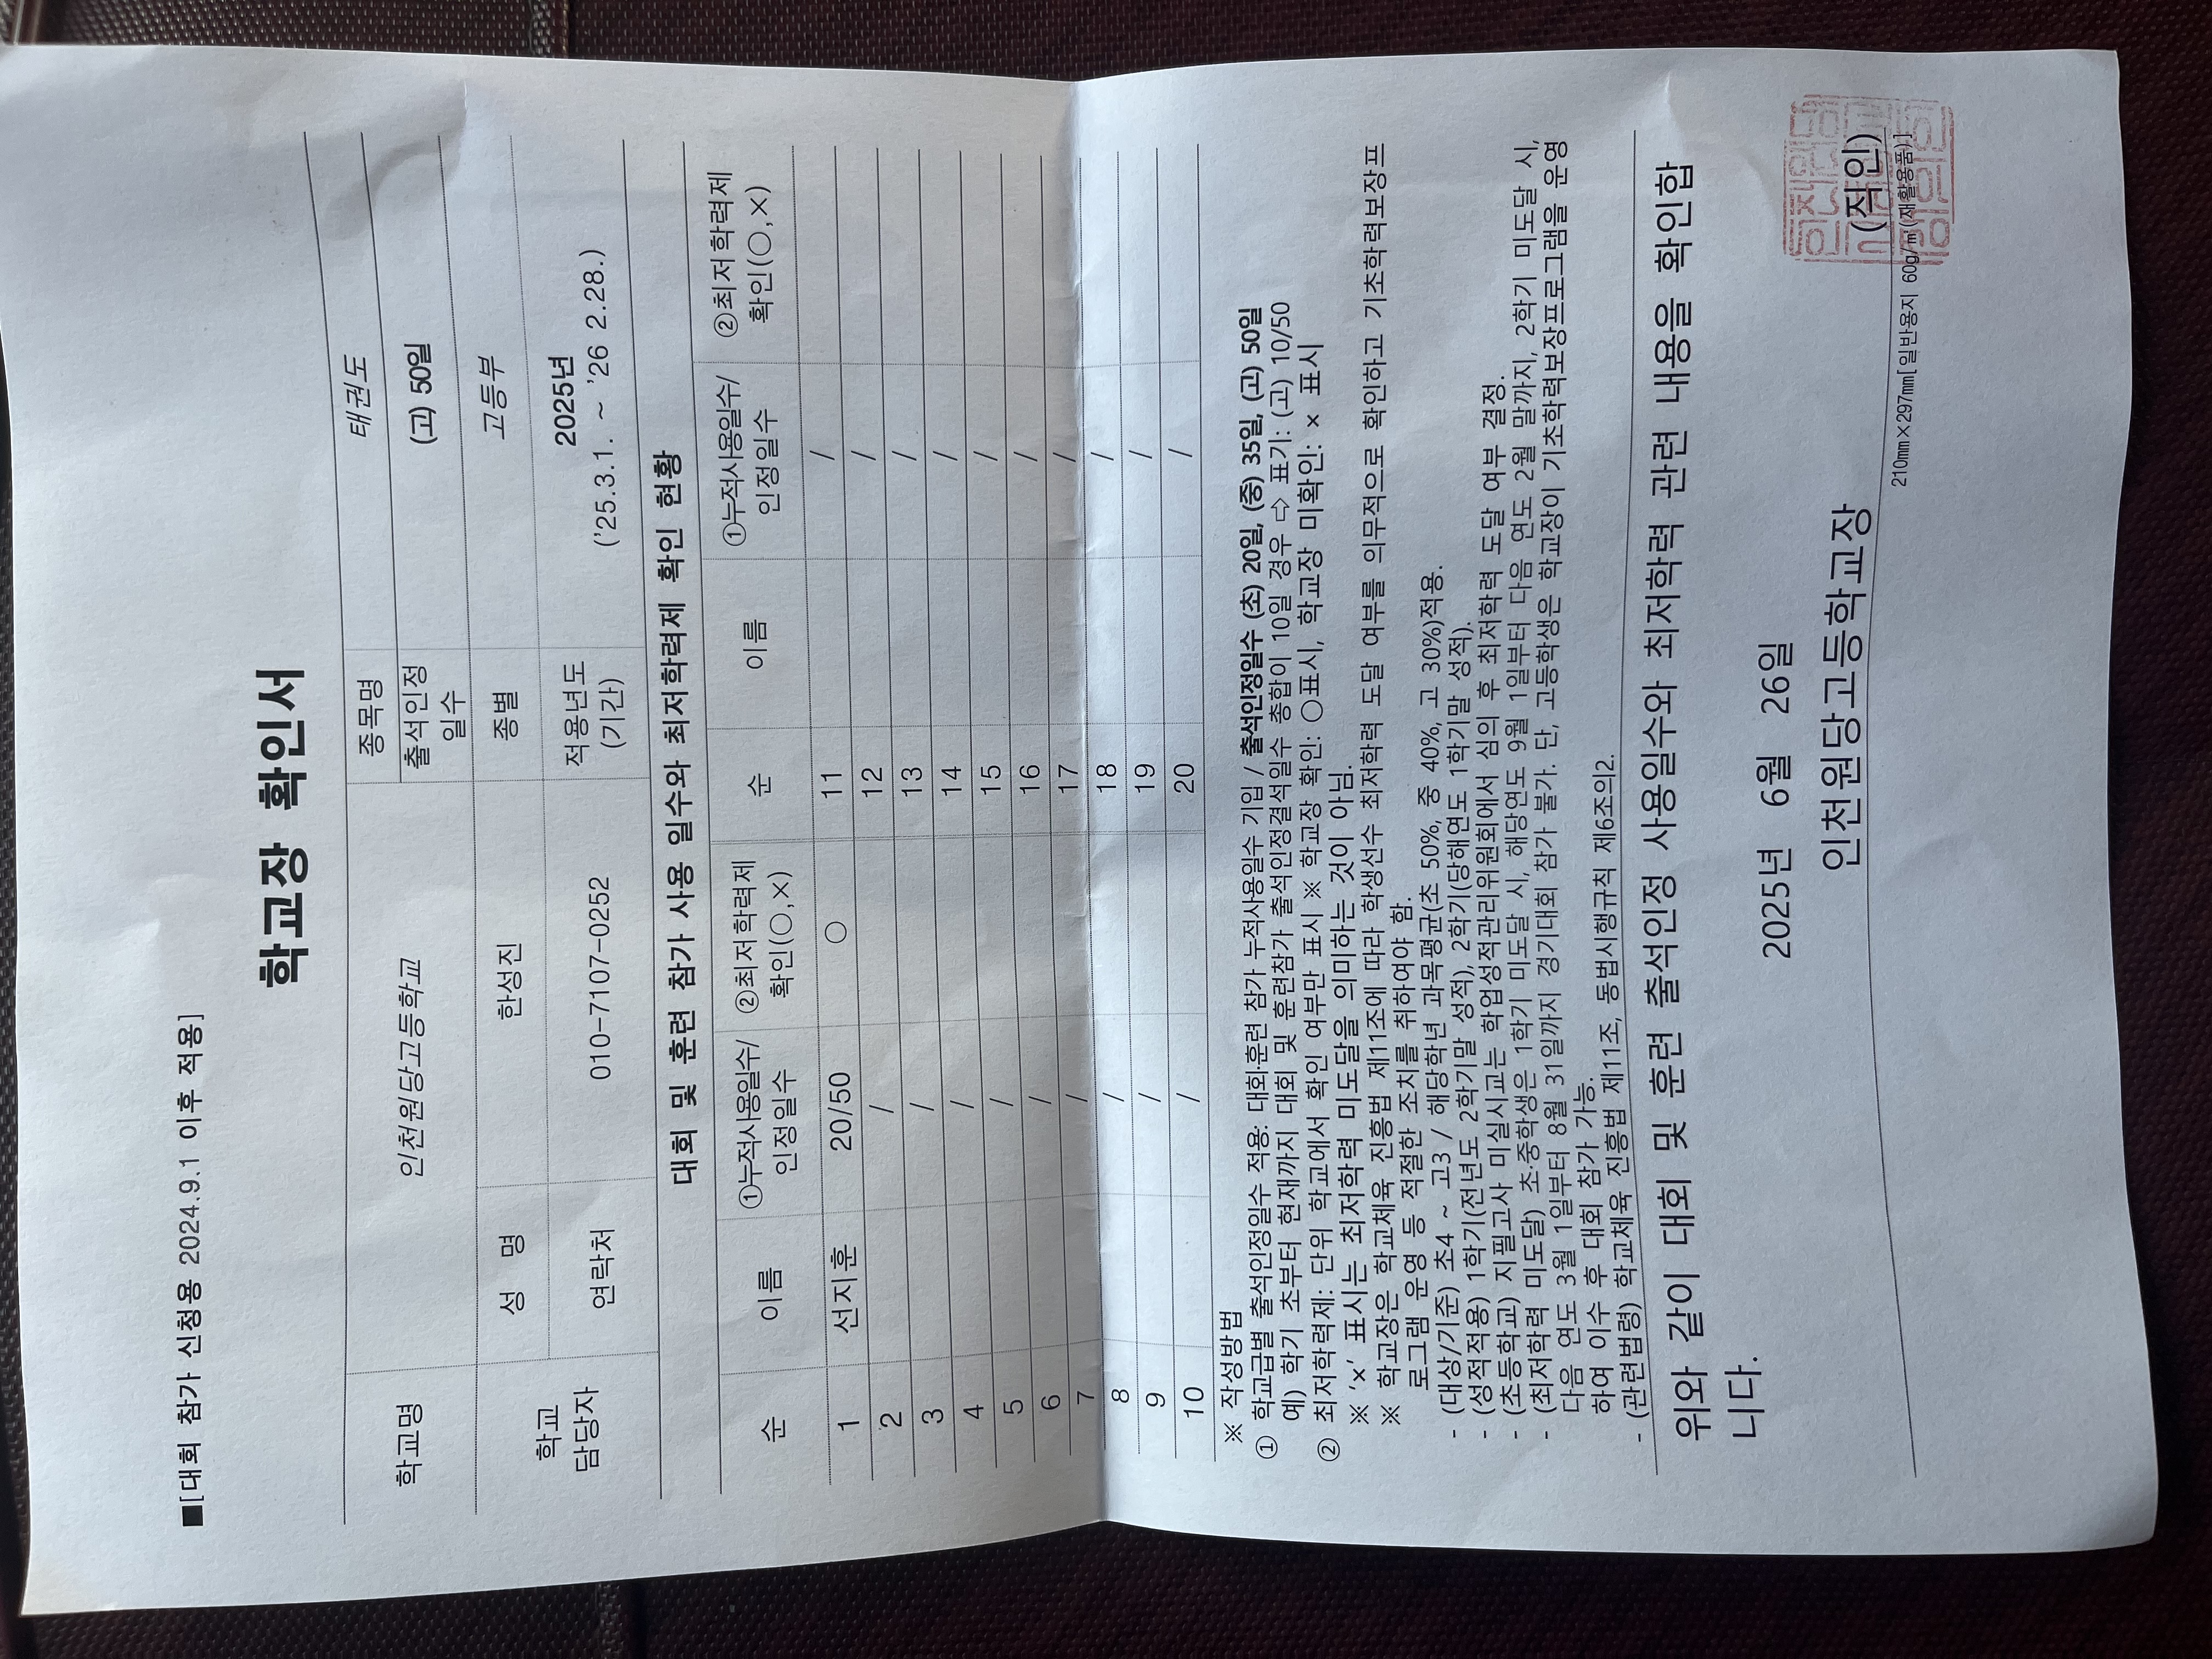 ■[대회 참가 신청용 2024.9.1 이후 적용]
학교장 확인서
학교명 인천원당고등학교 종목명 태권도
출석인정일수 (고) 50일
학교 담당자 성 명 한성진 종별 고등부
연락처 010-7107-0252 적용년도(기간) 2025년 ('25.3.1. ~ '26 2.28.)
대회 및 훈련 참가 사용 일수와 최저학력제 확인 현황
순 이름 ①누적사용일수/인정일수 ②최저학력제 확인(○,×) 순 이름 ①누적사용일수/인정일수 ②최저학력제 확인(○,×)
1 선지훈 20/50 ○ 11 /
2 / 12 /
3 / 13 /
4 / 14 /
5 / 15 /
6 / 16 /
7 / 17 /
8 / 18 /
9 / 19 /
10 / 20 /
※ 작성방법
① 학교급별 출석인정일수 적용: 대회·훈련 참가 누적사용일수 기입 / 출석인정일수 (초) 20일, (중) 35일, (고) 50일
예) 학기 초부터 현재까지 대회 및 훈련참가 출석인정결석일수 총합이 10일 경우 ⇨ 표기: (고) 10/50
② 최저학력제: 단위 학교에서 확인 여부만 표시 ※ 학교장 확인: ○표시, 학교장 미확인: × 표시
※ '×' 표시는 최저학력 미도달을 의미하는 것이 아님.
※ 학교장은 학교체육 진흥법 제11조에 따라 학생선수 최저학력 도달 여부를 의무적으로 확인하고 기초학력보장프
로그램 운영 등 적절한 조치를 취하여야 함.
- (대상/기준) 초4 ~ 고3 / 해당학년 과목평균(초 50%, 중 40%, 고 30%)적용.
- (성적적용) 1학기(전년도 2학기말 성적), 2학기(당해연도 1학기말 성적).
- (초등학교) 지필고사 미실시교는 학업성적관리위원회에서 심의 후 최저학력 도달 여부 결정.
- (최저학력 미도달) 초·중학생은 1학기 미도달 시, 해당연도 9월 1일부터 다음 연도 2월 말까지, 2학기 미도달 시,
다음 연도 3월 1일부터 8월 31일까지 경기대회 참가 불가. 단, 고등학생은 학교장이 기초학력보장프로그램을 운영
하여 이수 후 대회 참가 가능.
- (관련법령) 학교체육 진흥법 제11조, 동법시행규칙 제6조의2.
위와 같이 대회 및 훈련 출석인정 사용일수와 최저학력 관련 내용을 확인합
니다.
2025년 6월 26일
인천원당고등학교장 (직인)
210㎜×297㎜[일반용지 60g/㎡(재활용품)]